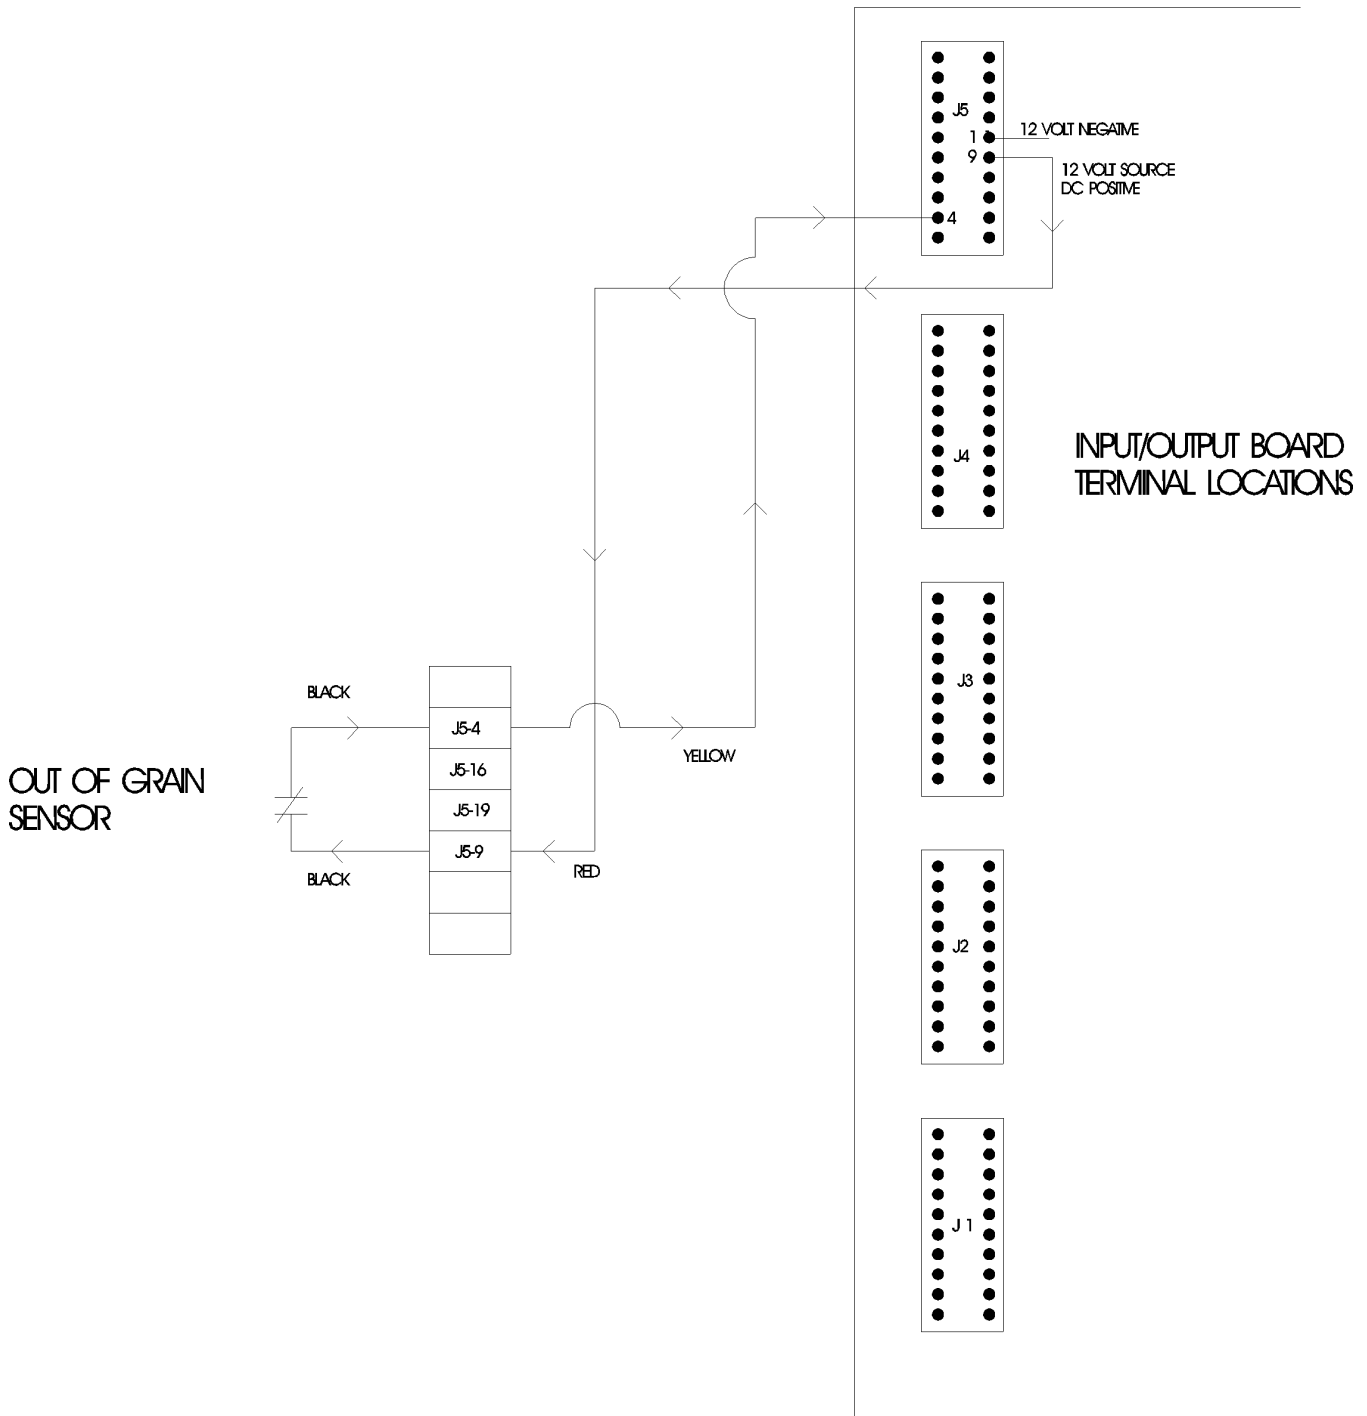 J5
1
12 VOLT NEGATIVE
9
12 VOLT SOURCE
DC POSITIVE
4
J4
INPUT/OUTPUT BOARD
TERMINAL LOCATIONS
J3
BLACK
J5-4
YELLOW
J5-16
OUT OF GRAIN
SENSOR
J5-19
J5-9
RED
BLACK
J2
J 1